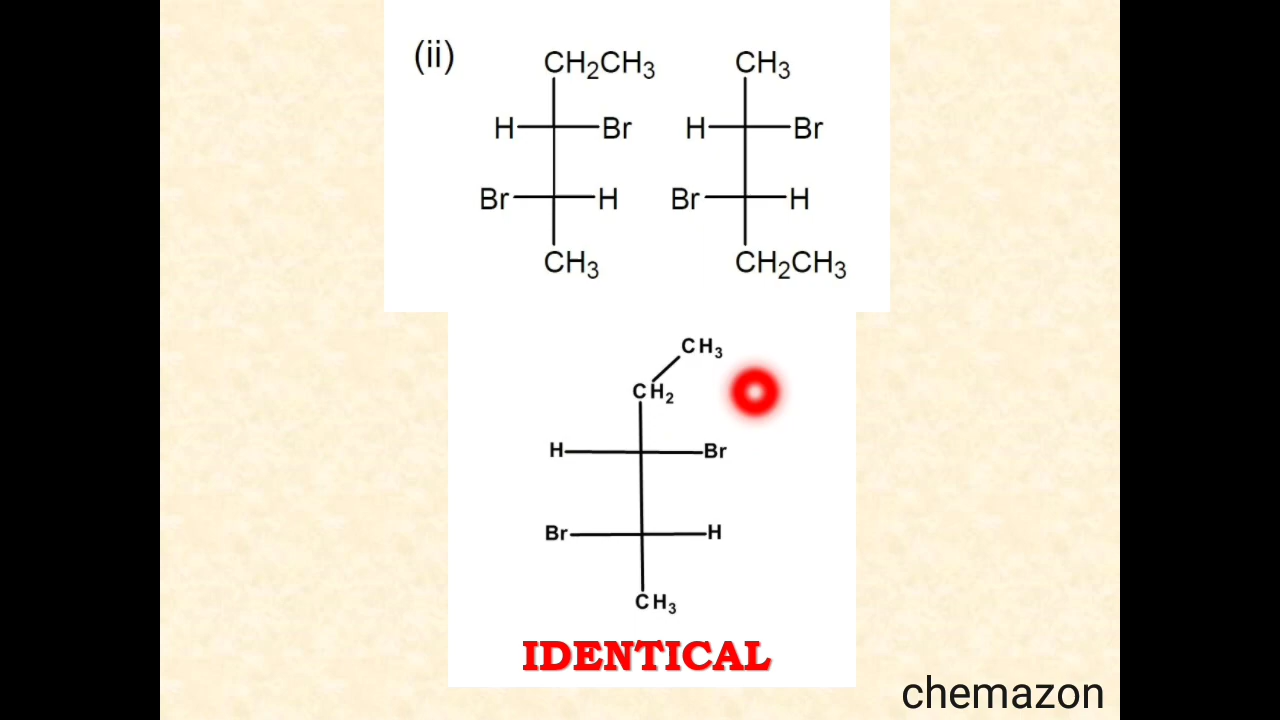 (ii)
CH₂CH₃ CH₃
H Br H Br
Br H Br H
CH₃ CH₂CH₃
CH₃
CH₂
H Br
Br H
CH₃
IDENTICAL
chemazon